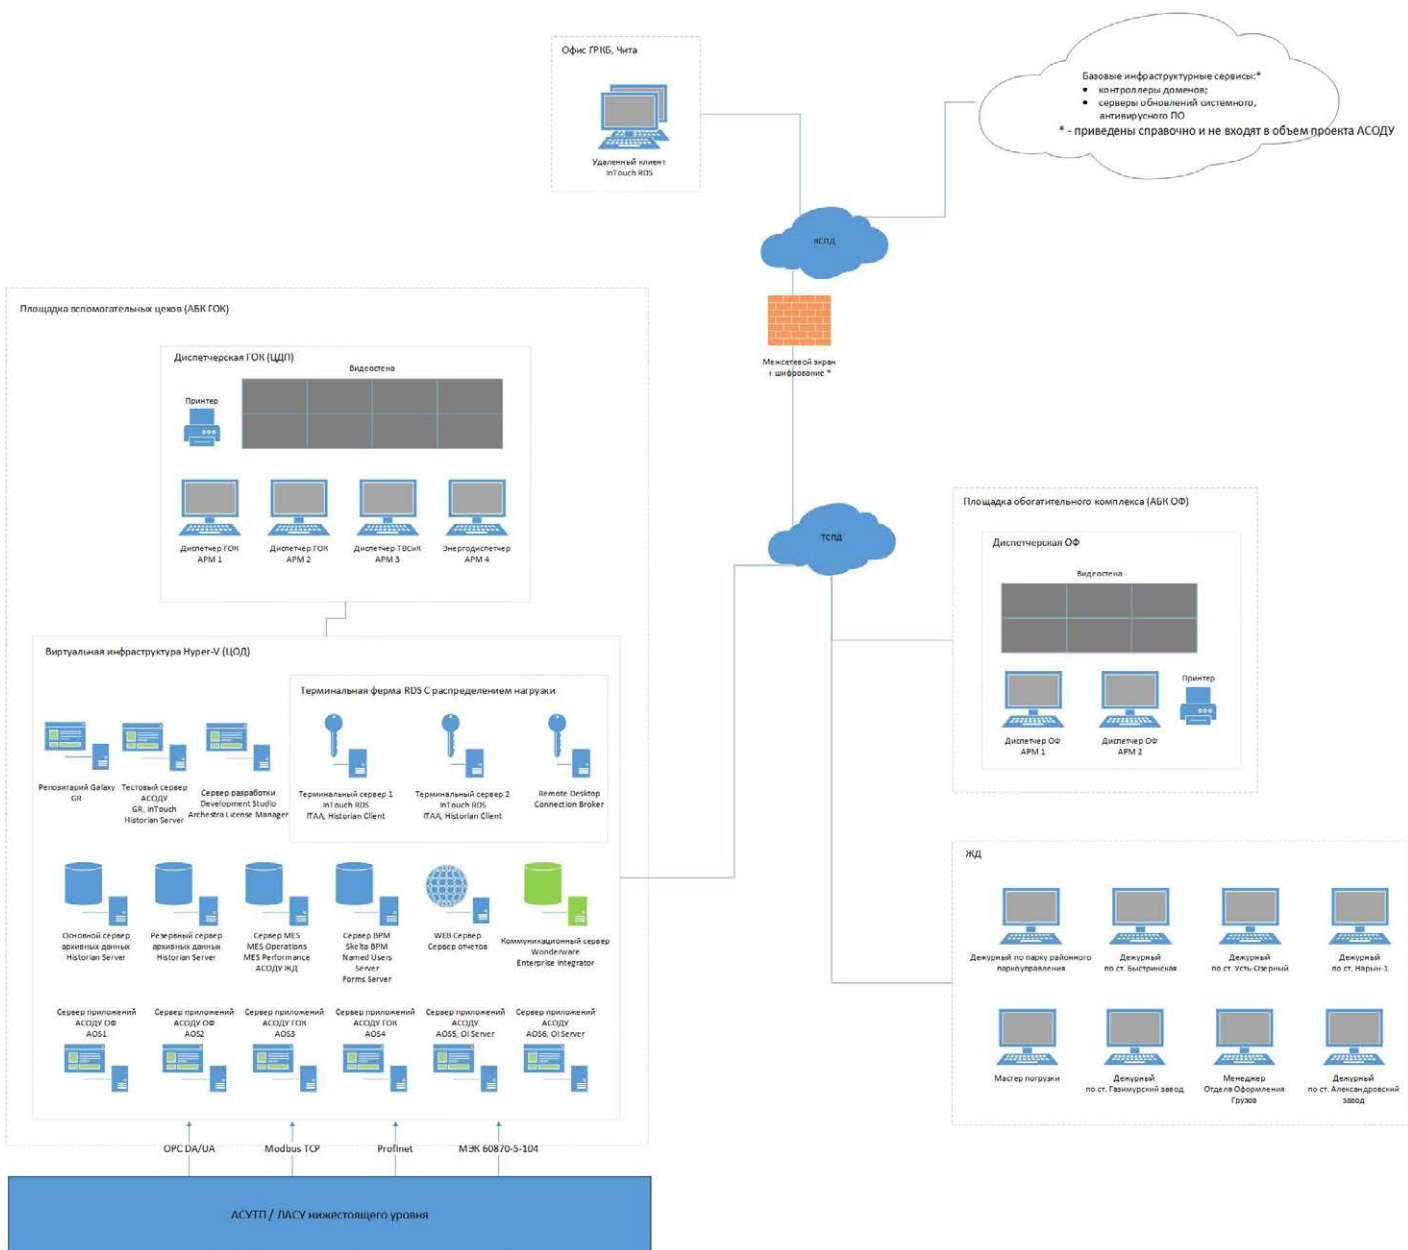 Офис ГРКБ, Чита
Удаленный клиент
InTouch RDS
Базовые инфраструктурные сервисы:*
• контроллеры доменов;
• серверы обновлений системного,
антивирусного ПО
* - приведены справочно и не входят в объем проекта АСОДУ
КСПД
Межсетевой экран
+ шифрование *
ТСПД
Площадка вспомогательных цехов (АБК ГОК)
Диспетчерская ГОК (ЦДП)
Видеостена
Принтер
Диспетчер ГОК
АРМ 1
Диспетчер ГОК
АРМ 2
Диспетчер ТВСиК
АРМ 3
Энергодиспетчер
АРМ 4
Виртуальная инфраструктура Hyper-V (ЦОД)
Терминальная ферма RDS С распределением нагрузки
Репозитарий Galaxy
GR
Тестовый сервер
АСОДУ
GR, InTouch
Historian Server
Сервер разработки
Development Studio
Archestra License Manager
Терминальный сервер 1
InTouch RDS
ITAA, Historian Client
Терминальный сервер 2
InTouch RDS
ITAA, Historian Client
Remote Desktop
Connection Broker
Основной сервер
архивных данных
Historian Server
Резервный сервер
архивных данных
Historian Server
Сервер MES
MES Operations
MES Performance
АСОДУ ЖД
Сервер BPM
Skelta BPM
Named Users
Server
Forms Server
WEB Сервер
Сервер отчетов
Коммуникационный сервер
Wonderware
Enterprise Integrator
Сервер приложений
АСОДУ ОФ
AOS1
Сервер приложений
АСОДУ ОФ
AOS2
Сервер приложений
АСОДУ ГОК
AOS3
Сервер приложений
АСОДУ ГОК
AOS4
Сервер приложений
АСОДУ
AOS5, OI Server
Сервер приложений
АСОДУ
AOS6, OI Server
OPC DA/UA
Modbus TCP
Profinet
МЭК 60870-5-104
АСУТП / ЛАСУ нижестоящего уровня
Площадка обогатительного комплекса (АБК ОФ)
Диспетчерская ОФ
Видеостена
Диспетчер ОФ
АРМ 1
Диспетчер ОФ
АРМ 2
Принтер
ЖД
Дежурный по парку районного
паркоуправления
Дежурный
по ст. Быстринская
Дежурный
по ст. Усть-Озерный
Дежурный
по ст. Нарын-1
Мастер погрузки
Дежурный
по ст. Газимурский завод
Менеджер
Отдела Оформления
Грузов
Дежурный
по ст. Александровский
завод